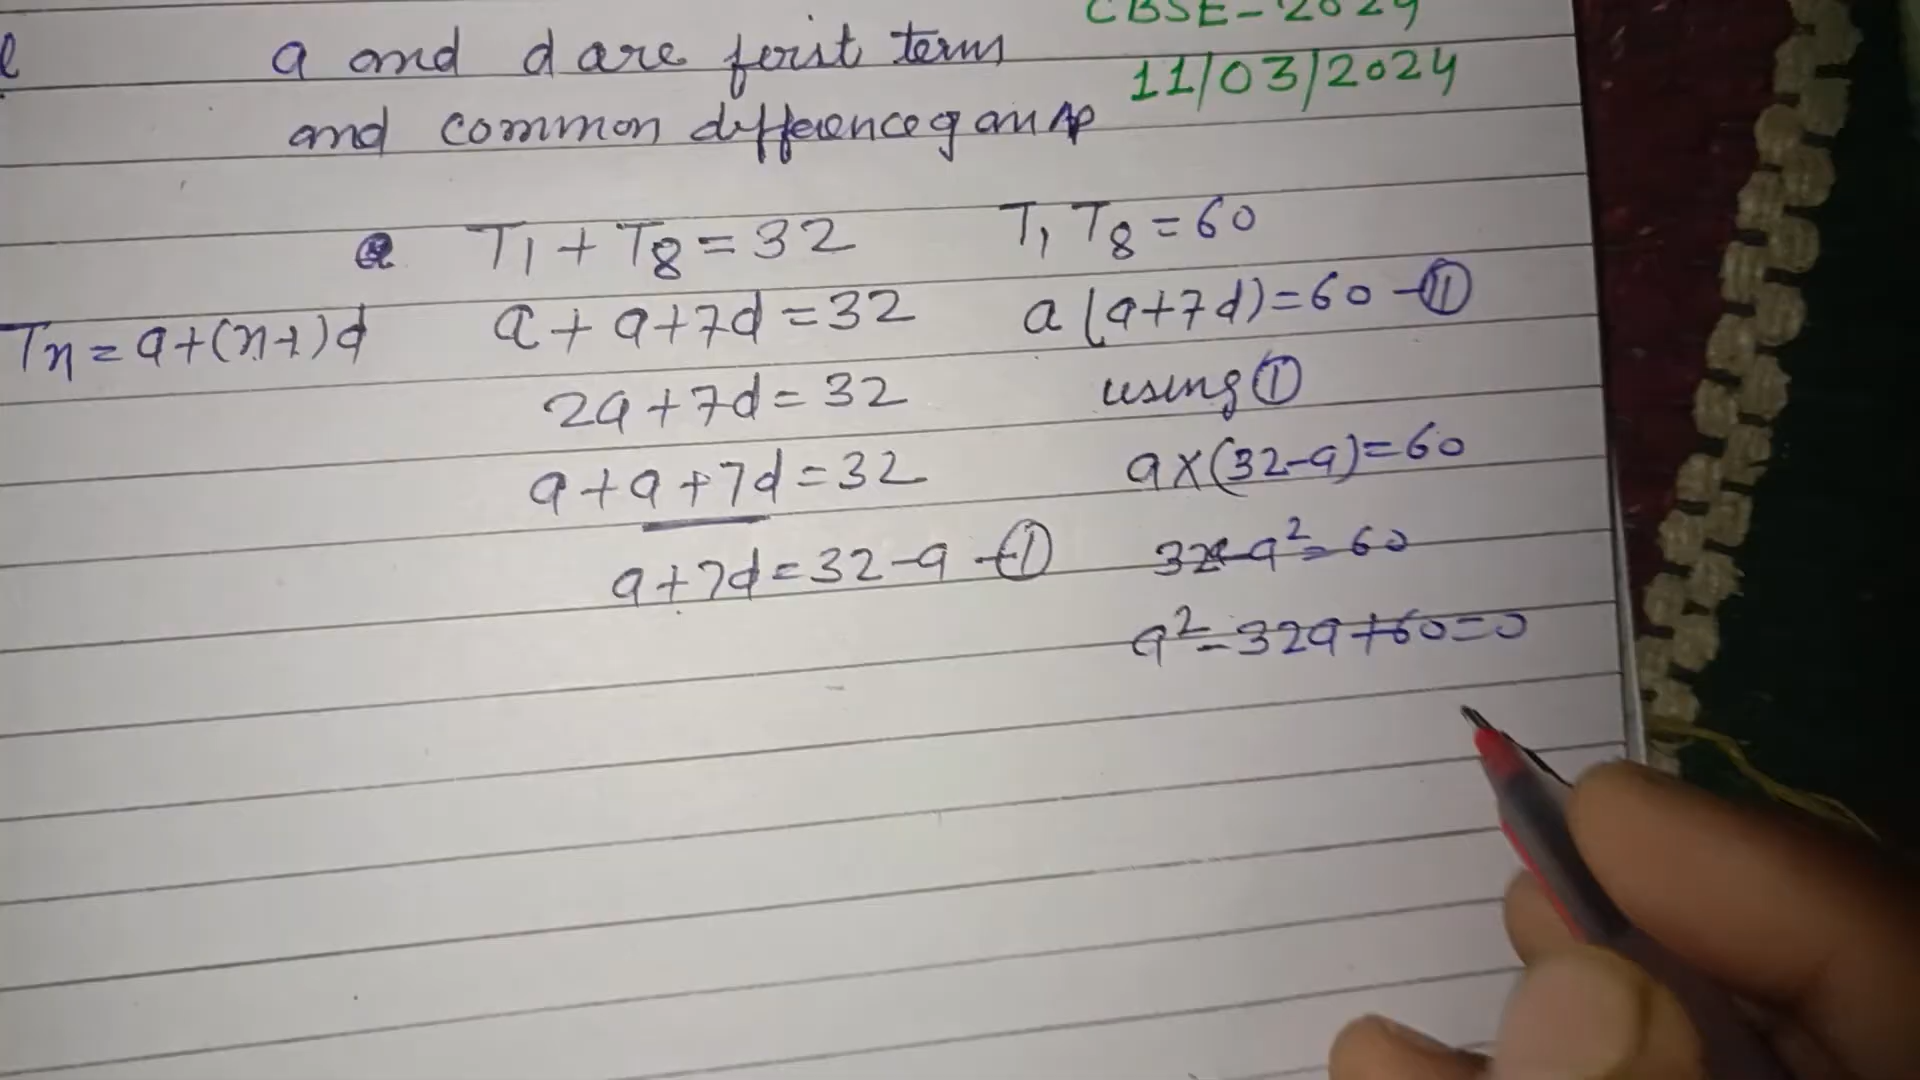 CBSE-2024
a and d are first term
11/03/2024
and common difference of an AP
T₁ + T₈ = 32
T₁ T₈ = 60
Tn = a+(n-1)d
a + a+7d = 32
a (a+7d) = 60 - II
2a + 7d = 32
using I
a + a + 7d = 32
a×(32-a)=60
a+7d = 32-a - I
32a-a²=60
a²-32a+60=0